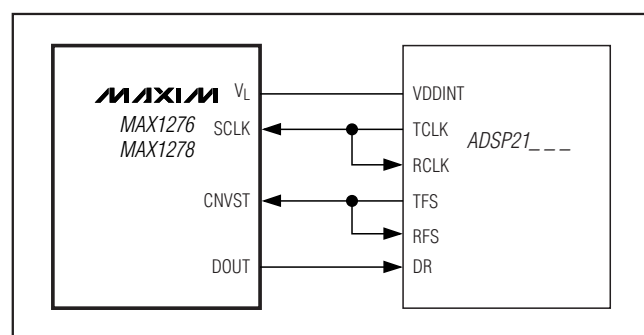 MAXIM
MAX1276
MAX1278
VL
SCLK
CNVST
DOUT
VDDINT
TCLK
RCLK
TFS
RFS
DR
ADSP21_ _ _